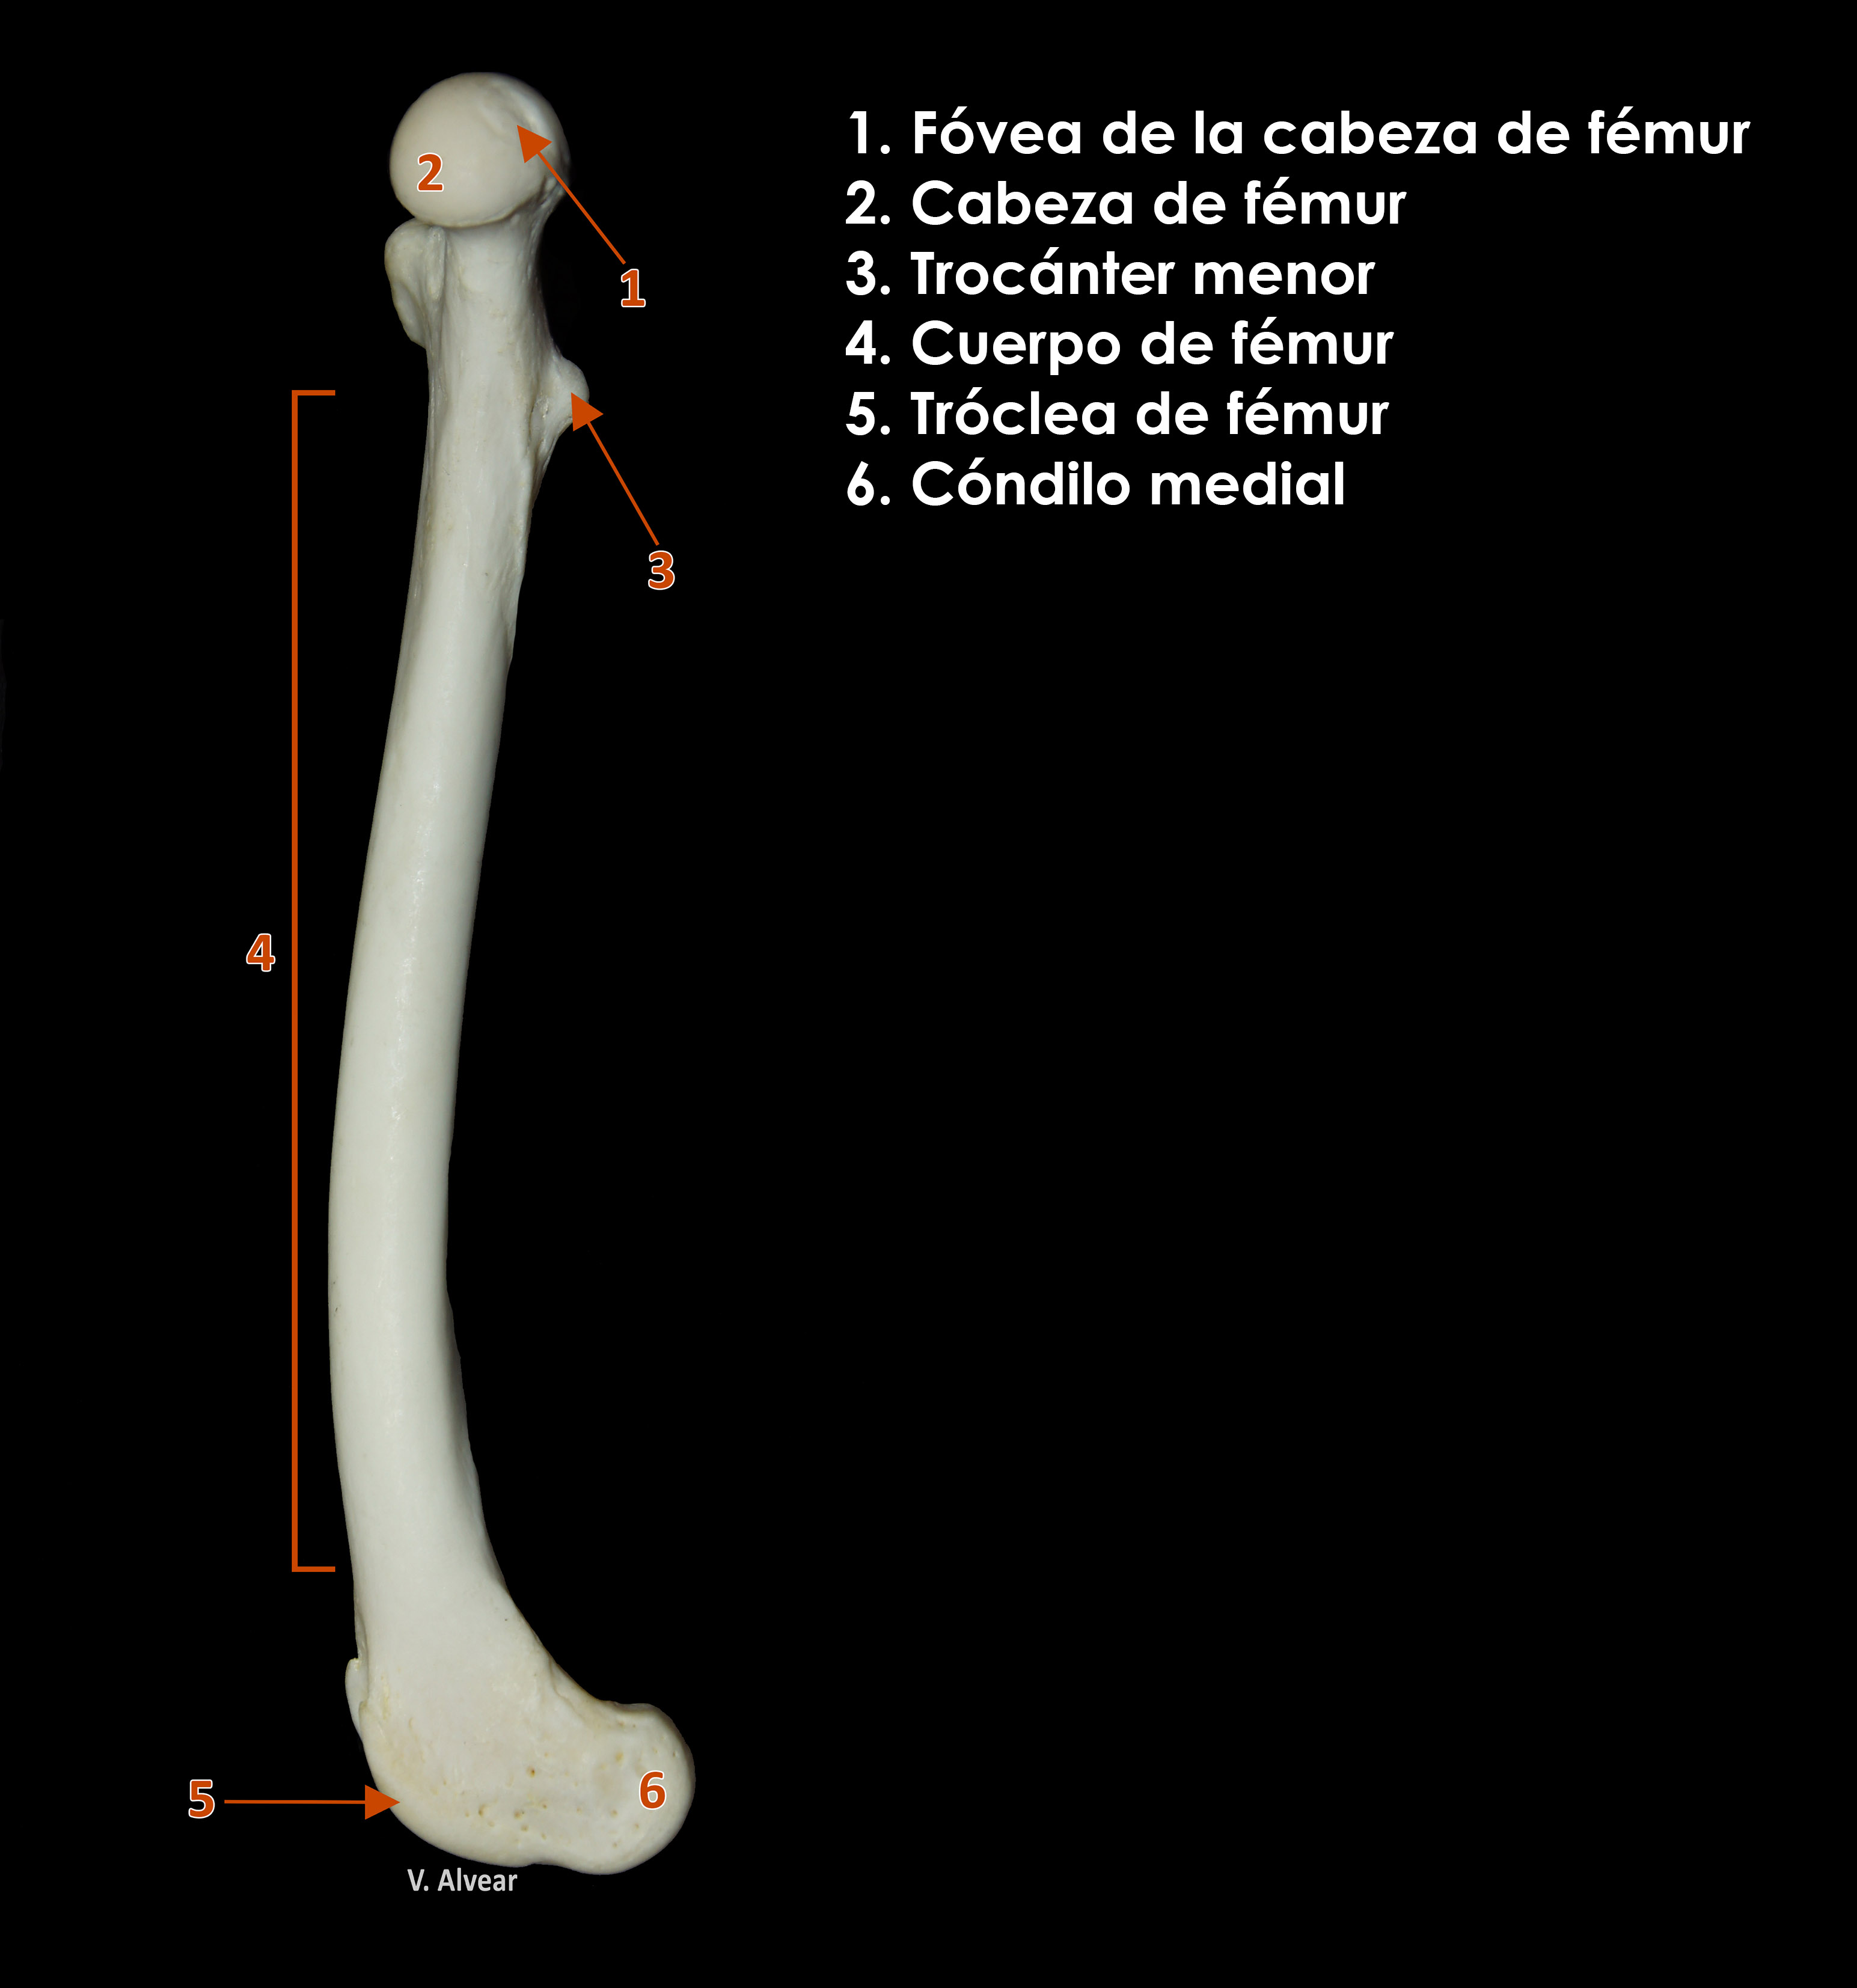 1. Fóvea de la cabeza de fémur
2. Cabeza de fémur
3. Trocánter menor
4. Cuerpo de fémur
5. Tróclea de fémur
6. Cóndilo medial
2
1
3
4
6
5
V. Alvear